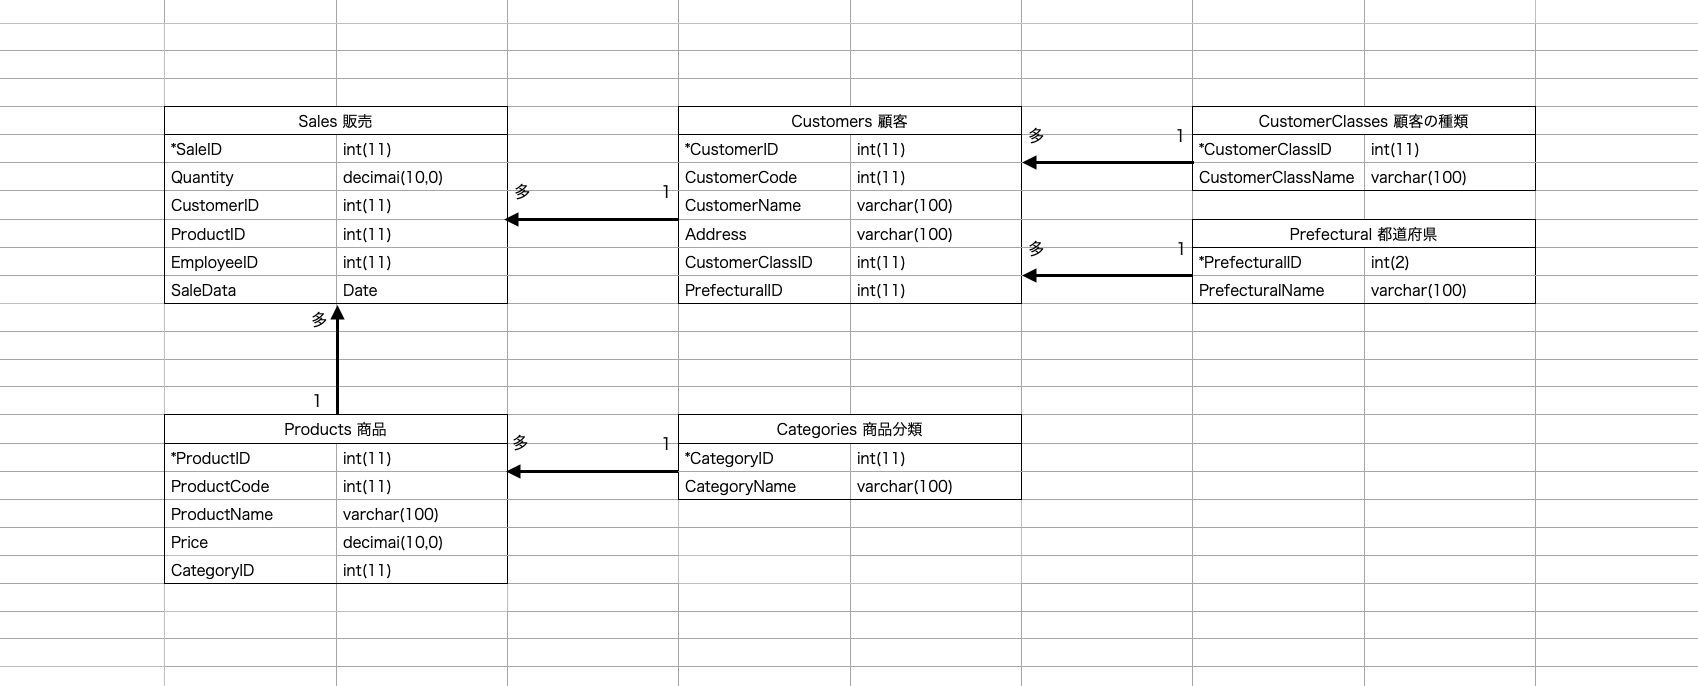 Sales 販売
*SaleID int(11)
Quantity decimai(10,0)
CustomerID int(11)
ProductID int(11)
EmployeeID int(11)
SaleData Date
多 1
Customers 顧客
*CustomerID int(11)
CustomerCode int(11)
CustomerName varchar(100)
Address varchar(100)
CustomerClassID int(11)
PrefecturalID int(11)
多 1
CustomerClasses 顧客の種類
*CustomerClassID int(11)
CustomerClassName varchar(100)
多 1
Prefectural 都道府県
*PrefecturalID int(2)
PrefecturalName varchar(100)
多
1
Products 商品
*ProductID int(11)
ProductCode int(11)
ProductName varchar(100)
Price decimai(10,0)
CategoryID int(11)
多 1
Categories 商品分類
*CategoryID int(11)
CategoryName varchar(100)